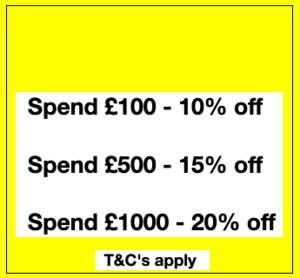 Spend £100 - 10% off
Spend £500 - 15% off
Spend £1000 - 20% off
T&C's apply